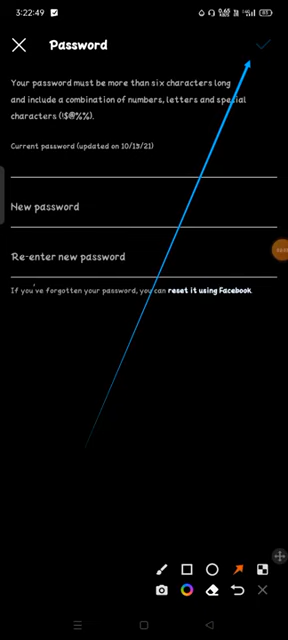 3:22:49
Password
Your password must be more than six characters long
and include a combination of numbers, letters and special
characters (!$@%%).
Current password (updated on 10/13/21)
New password
Re-enter new password
If you've forgotten your password, you can reset it using Facebook